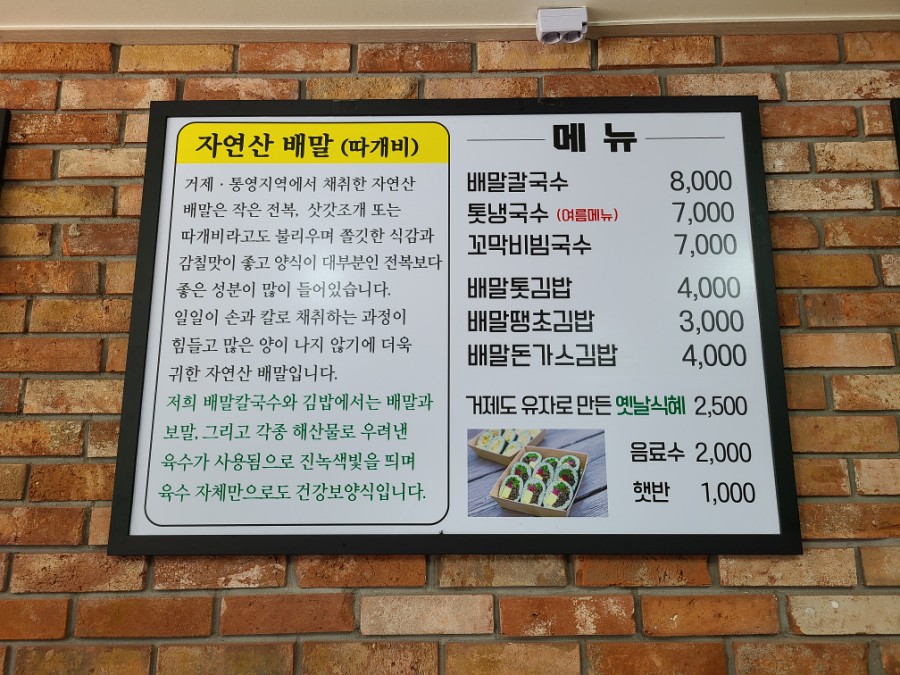 자연산 배말 (따개비)
거제 · 통영지역에서 채취한 자연산
배말은 작은 전복, 삿갓조개 또는
따개비라고도 불리우며 쫄깃한 식감과
감칠맛이 좋고 양식이 대부분인 전복보다
좋은 성분이 많이 들어있습니다.
일일이 손과 칼로 채취하는 과정이
힘들고 많은 양이 나지 않기에 더욱
귀한 자연산 배말입니다.
저희 배말칼국수와 김밥에서는 배말과
보말, 그리고 각종 해산물로 우려낸
육수가 사용됨으로 진녹색빛을 띄며
육수 자체만으로도 건강보양식입니다.
메 뉴
배말칼국수 8,000
톳냉국수 (여름메뉴) 7,000
꼬막비빔국수 7,000
배말톳김밥 4,000
배말땡초김밥 3,000
배말돈가스김밥 4,000
거제도 유자로 만든 옛날식혜 2,500
음료수 2,000
햇반 1,000